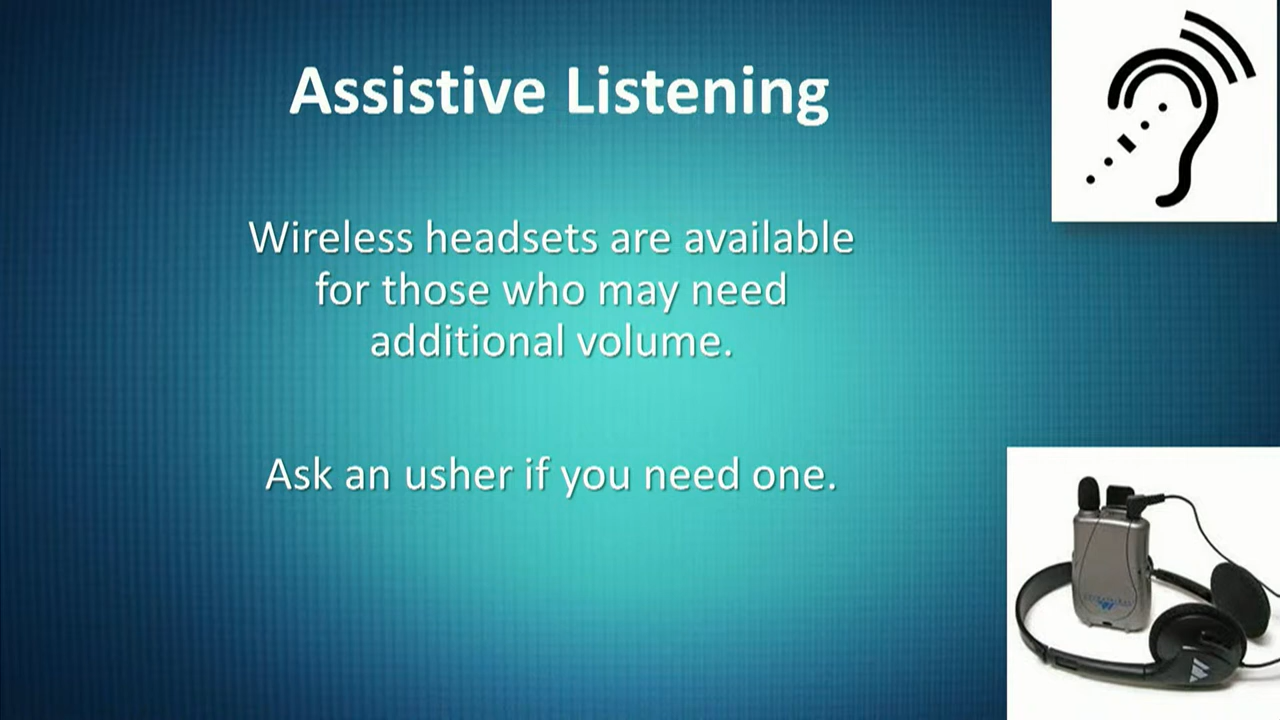 Assistive Listening
Wireless headsets are available
for those who may need
additional volume.
Ask an usher if you need one.